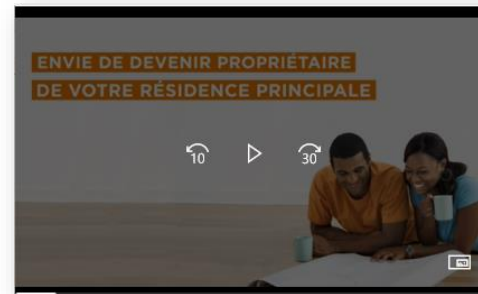 ENVIE DE DEVENIR PROPRIÉTAIRE
DE VOTRE RÉSIDENCE PRINCIPALE
10 30